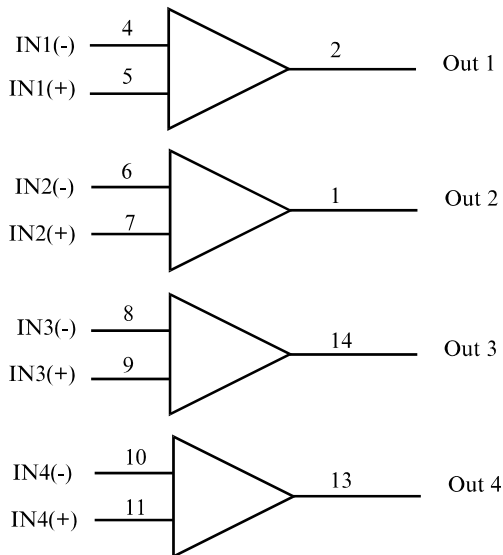 IN1(-) 4
IN1(+) 5
2 Out 1
IN2(-) 6
IN2(+) 7
1 Out 2
IN3(-) 8
IN3(+) 9
14 Out 3
IN4(-) 10
IN4(+) 11
13 Out 4